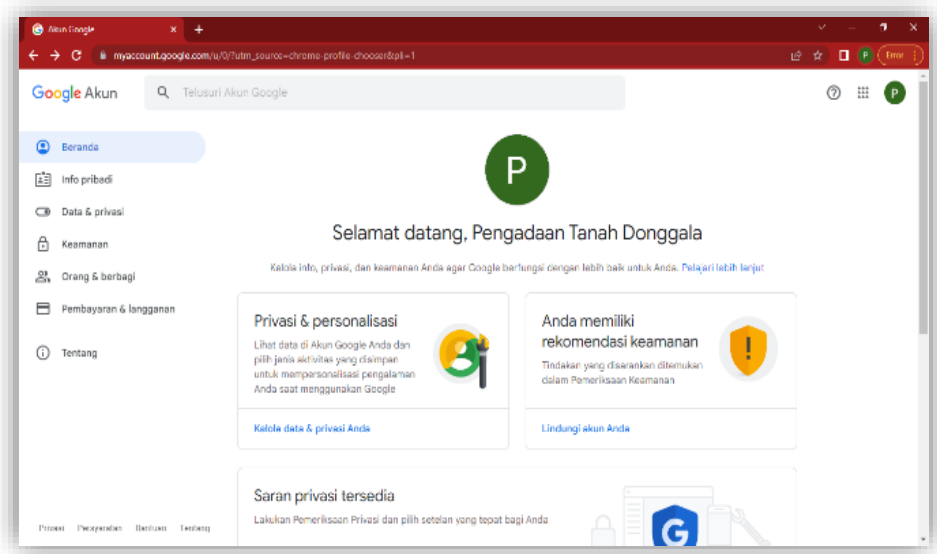 Akun Google
myaccount.google.com/u/0/?utm_source=chrome-profile-chooser&pli=1
Error
Google Akun
Telusuri Akun Google
P
Beranda
Info pribadi
Data & privasi
Keamanan
Orang & berbagi
Pembayaran & langganan
Tentang
P
Selamat datang, Pengadaan Tanah Donggala
Kelola info, privasi, dan keamanan Anda agar Google berfungsi dengan lebih baik untuk Anda. Pelajari lebih lanjut
Privasi & personalisasi
Lihat data di Akun Google Anda dan
pilih jenis aktivitas yang disimpan
untuk mempersonalisasi pengalaman
Anda saat menggunakan Google
Kelola data & privasi Anda
Anda memiliki
rekomendasi keamanan
Tindakan yang disarankan ditemukan
dalam Pemeriksaan Keamanan
Lindungi akun Anda
Saran privasi tersedia
Lakukan Pemeriksaan Privasi dan pilih setelan yang tepat bagi Anda
G
Privasi Persyaratan Bantuan Tentang